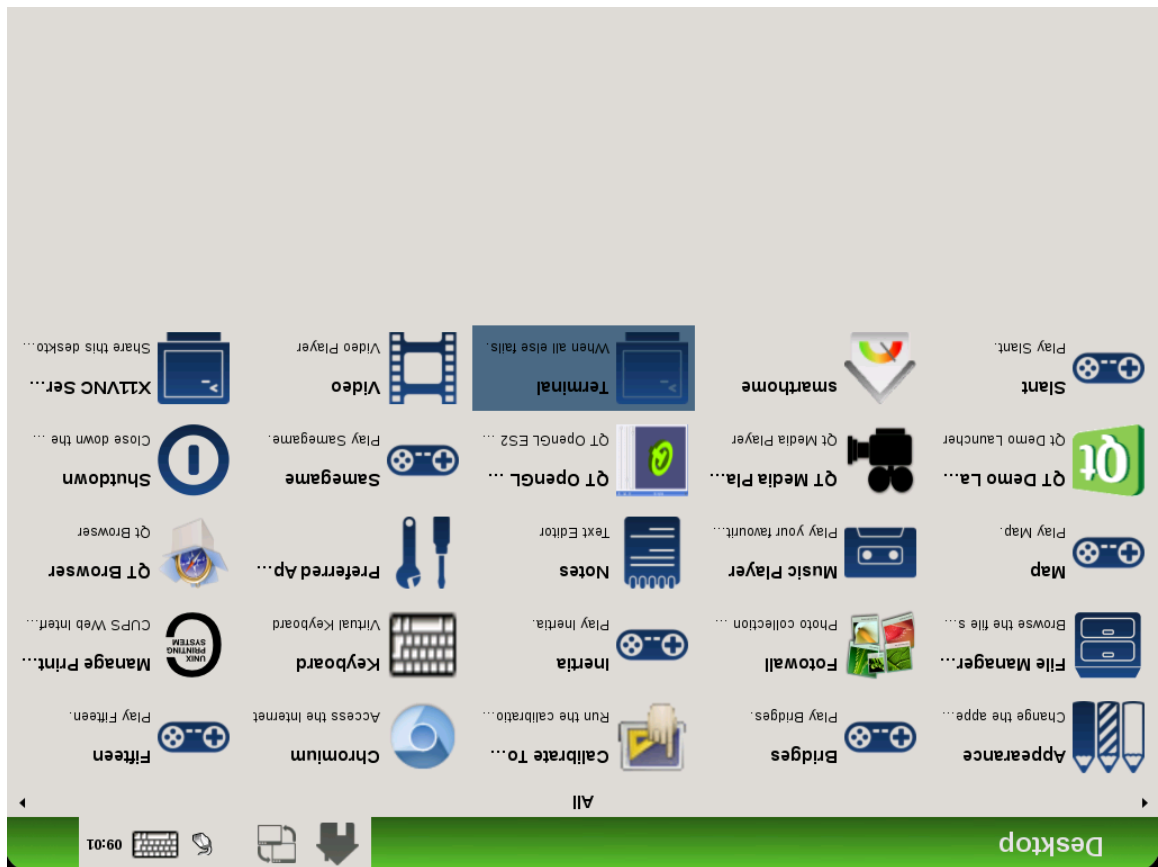 Desktop
09:01
All
Appearance
Change the appe...
Bridges
Play Bridges.
Calibrate To...
Run the calibratio...
Chromium
Access the Internet
Fifteen
Play Fifteen.
File Manager...
Browse the file s...
Fotowall
Photo collection ...
Inertia
Play Inertia.
Keyboard
Virtual Keyboard
UNIX
PRINTING
SYSTEM
Manage Print...
CUPS Web Interf...
Map
Play Map.
Music Player
Play your favourit...
Notes
Text Editor
Preferred Ap...
QT Browser
Qt Browser
Qt
QT Demo La...
Qt Demo Launcher
QT Media Pla...
Qt Media Player
QT OpenGL ...
QT OpenGL ES2 ...
Samegame
Play Samegame.
Shutdown
Close down the ...
Slant
Play Slant.
smarthome
Terminal
When all else fails.
Video
Video Player
X11VNC Ser...
Share this deskto...